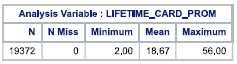 Analysis Variable : LIFETIME_CARD_PROM
N N Miss Minimum Mean Maximum
19372 0 2,00 18,67 56,00